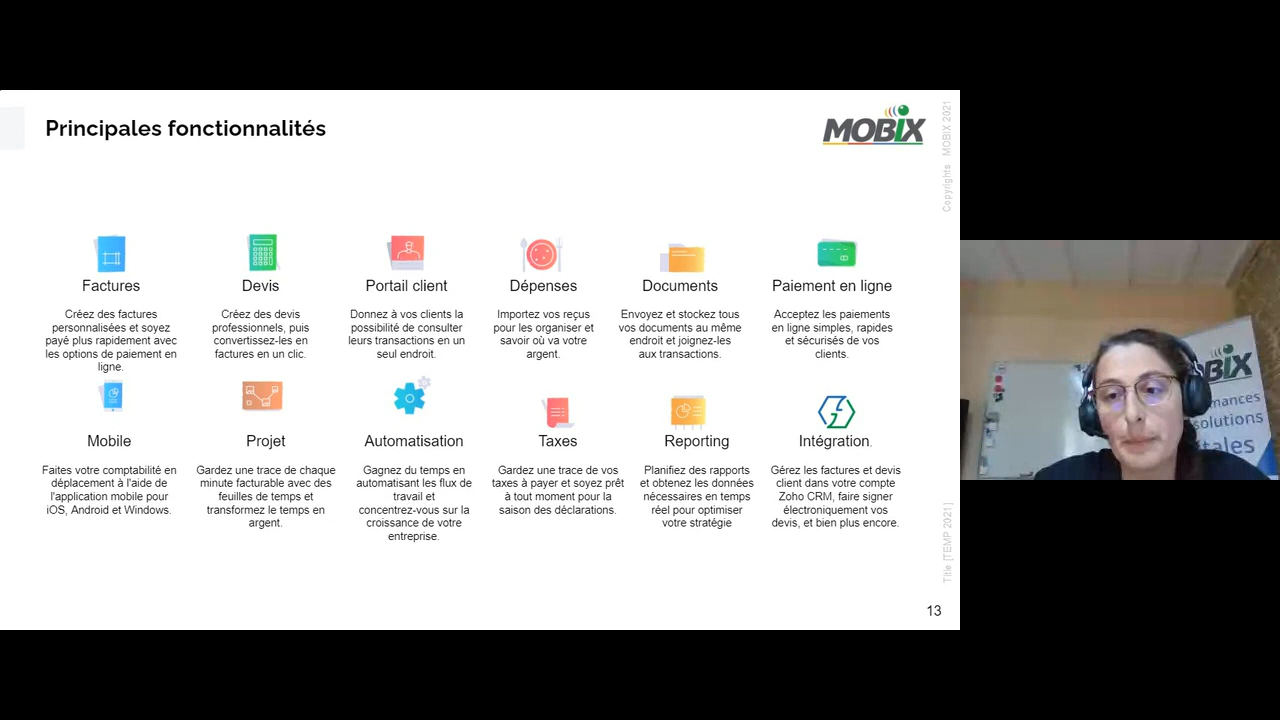 Principales fonctionnalités
MOBIX
Copyrights MOBIX 2021
Factures
Créez des factures
personnalisées et soyez
payé plus rapidement avec
les options de paiement en
ligne.
Devis
Créez des devis
professionnels, puis
convertissez-les en
factures en un clic.
Portail client
Donnez à vos clients la
possibilité de consulter
leurs transactions en un
seul endroit.
Dépenses
Importez vos reçus
pour les organiser et
savoir où va votre
argent.
Documents
Envoyez et stockez tous
vos documents au même
endroit et joignez-les
aux transactions.
Paiement en ligne
Acceptez les paiements
en ligne simples, rapides
et sécurisés de vos
clients.
Mobile
Faites votre comptabilité en
déplacement à l'aide de
l'application mobile pour
iOS, Android et Windows.
Projet
Gardez une trace de chaque
minute facturable avec des
feuilles de temps et
transformez le temps en
argent.
Automatisation
Gagnez du temps en
automatisant les flux de
travail et
concentrez-vous sur la
croissance de votre
entreprise.
Taxes
Gardez une trace de vos
taxes à payer et soyez prêt
à tout moment pour la
saison des déclarations.
Reporting
Planifiez des rapports
et obtenez les données
nécessaires en temps
réel pour optimiser
votre stratégie
Intégration.
Gérez les factures et devis
client dans votre compte
Zoho CRM, faire signer
électroniquement vos
devis, et bien plus encore.
Title [TEMP 2021]
13
BIX
mances
solutions
tales